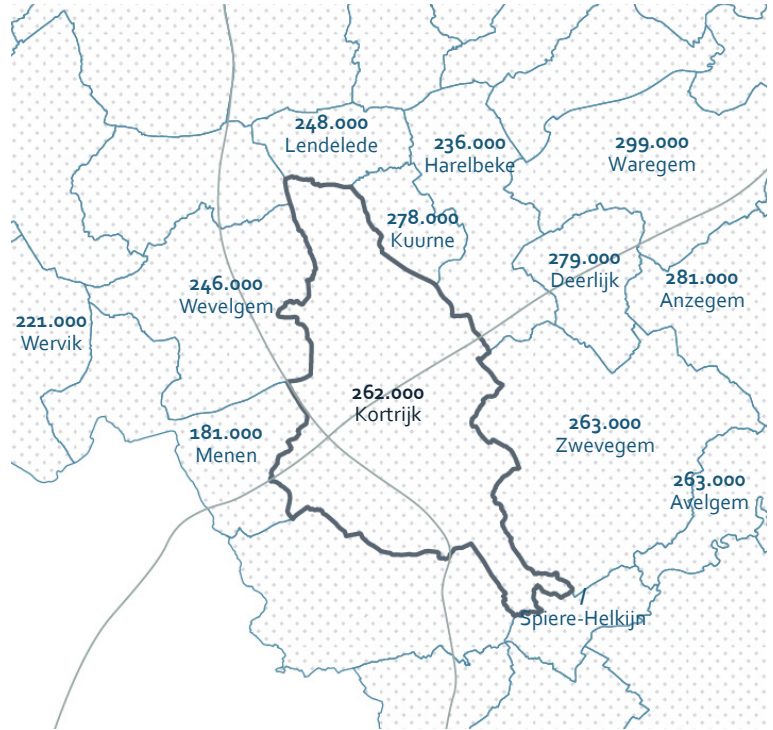 248.000
Lendelede
236.000
Harelbeke
299.000
Waregem
278.000
Kuurne
279.000
Deerlijk
246.000
Wevelgem
281.000
Anzegem
221.000
Wervik
262.000
Kortrijk
263.000
Zwevegem
181.000
Menen
263.000
Avelgem
Spiere-Helkijn